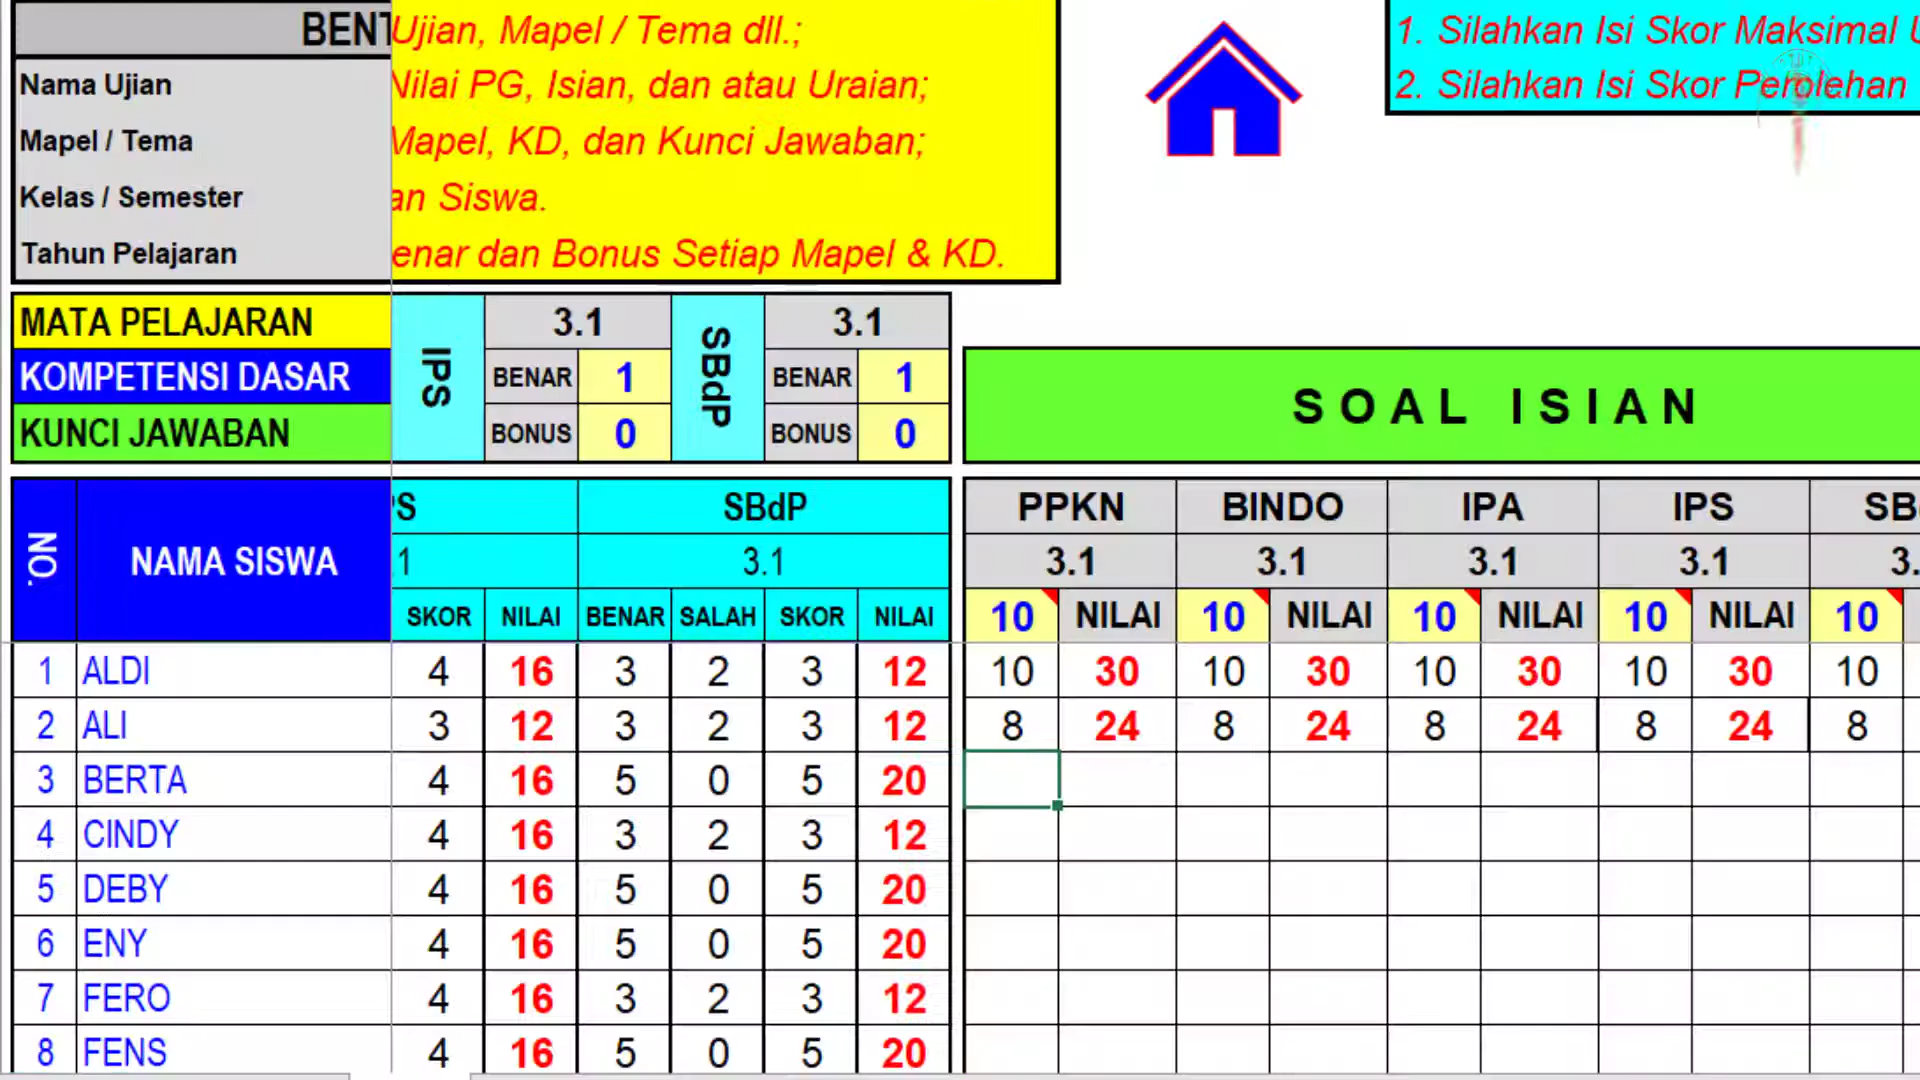 BENT
Nama Ujian
Mapel / Tema
Kelas / Semester
Tahun Pelajaran
Ujian, Mapel / Tema dll.;
Nilai PG, Isian, dan atau Uraian;
Mapel, KD, dan Kunci Jawaban;
an Siswa.
enar dan Bonus Setiap Mapel & KD.
1. Silahkan Isi Skor Maksimal U
2. Silahkan Isi Skor Perolehan
MATA PELAJARAN
KOMPETENSI DASAR
KUNCI JAWABAN
IPS 3.1 SBdP 3.1
BENAR 1 BENAR 1
BONUS 0 BONUS 0
SOAL ISIAN
NO. NAMA SISWA
PS SBdP PPKN BINDO IPA IPS SB
.1 3.1 3.1 3.1 3.1 3.1 3.
SKOR NILAI BENAR SALAH SKOR NILAI 10 NILAI 10 NILAI 10 NILAI 10 NILAI 10
1 ALDI 4 16 3 2 3 12 10 30 10 30 10 30 10 30 10
2 ALI 3 12 3 2 3 12 8 24 8 24 8 24 8 24 8
3 BERTA 4 16 5 0 5 20
4 CINDY 4 16 3 2 3 12
5 DEBY 4 16 5 0 5 20
6 ENY 4 16 5 0 5 20
7 FERO 4 16 3 2 3 12
8 FENS 4 16 5 0 5 20